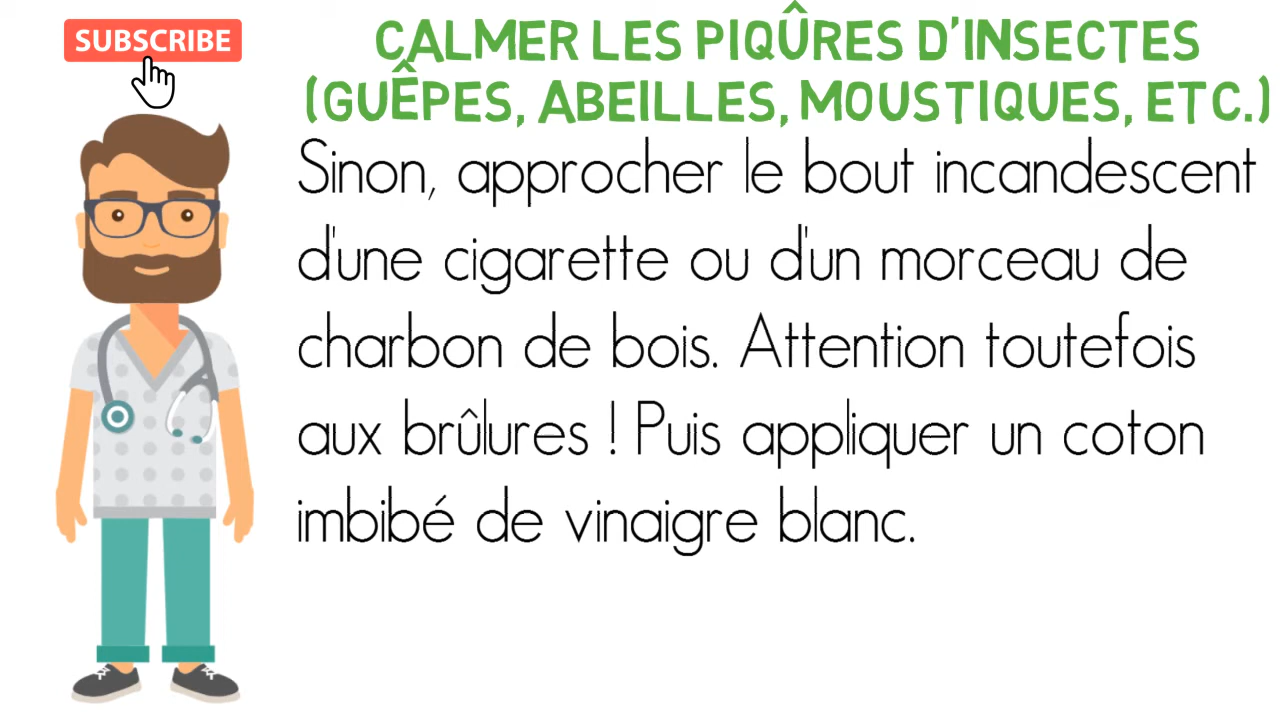 SUBSCRIBE
CALMER LES PIQÛRES D'INSECTES
(GUÊPES, ABEILLES, MOUSTIQUES, ETC.)
Sinon, approcher le bout incandescent
d'une cigarette ou d'un morceau de
charbon de bois. Attention toutefois
aux brûlures ! Puis appliquer un coton
imbibé de vinaigre blanc.